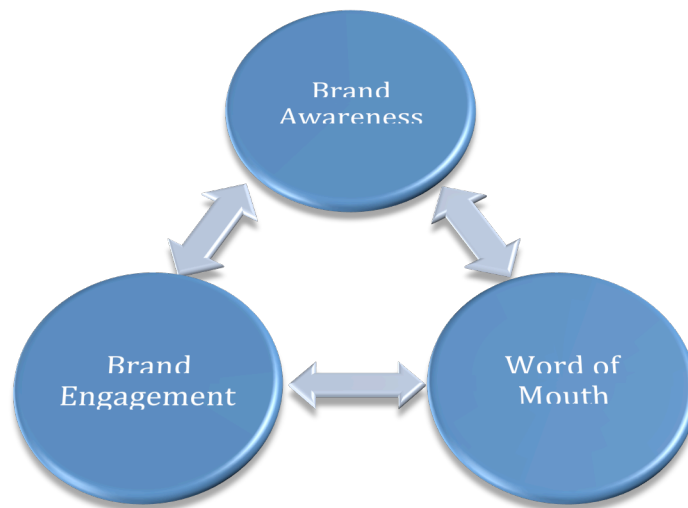 Brand
Awareness
Brand
Engagement
Word of
Mouth